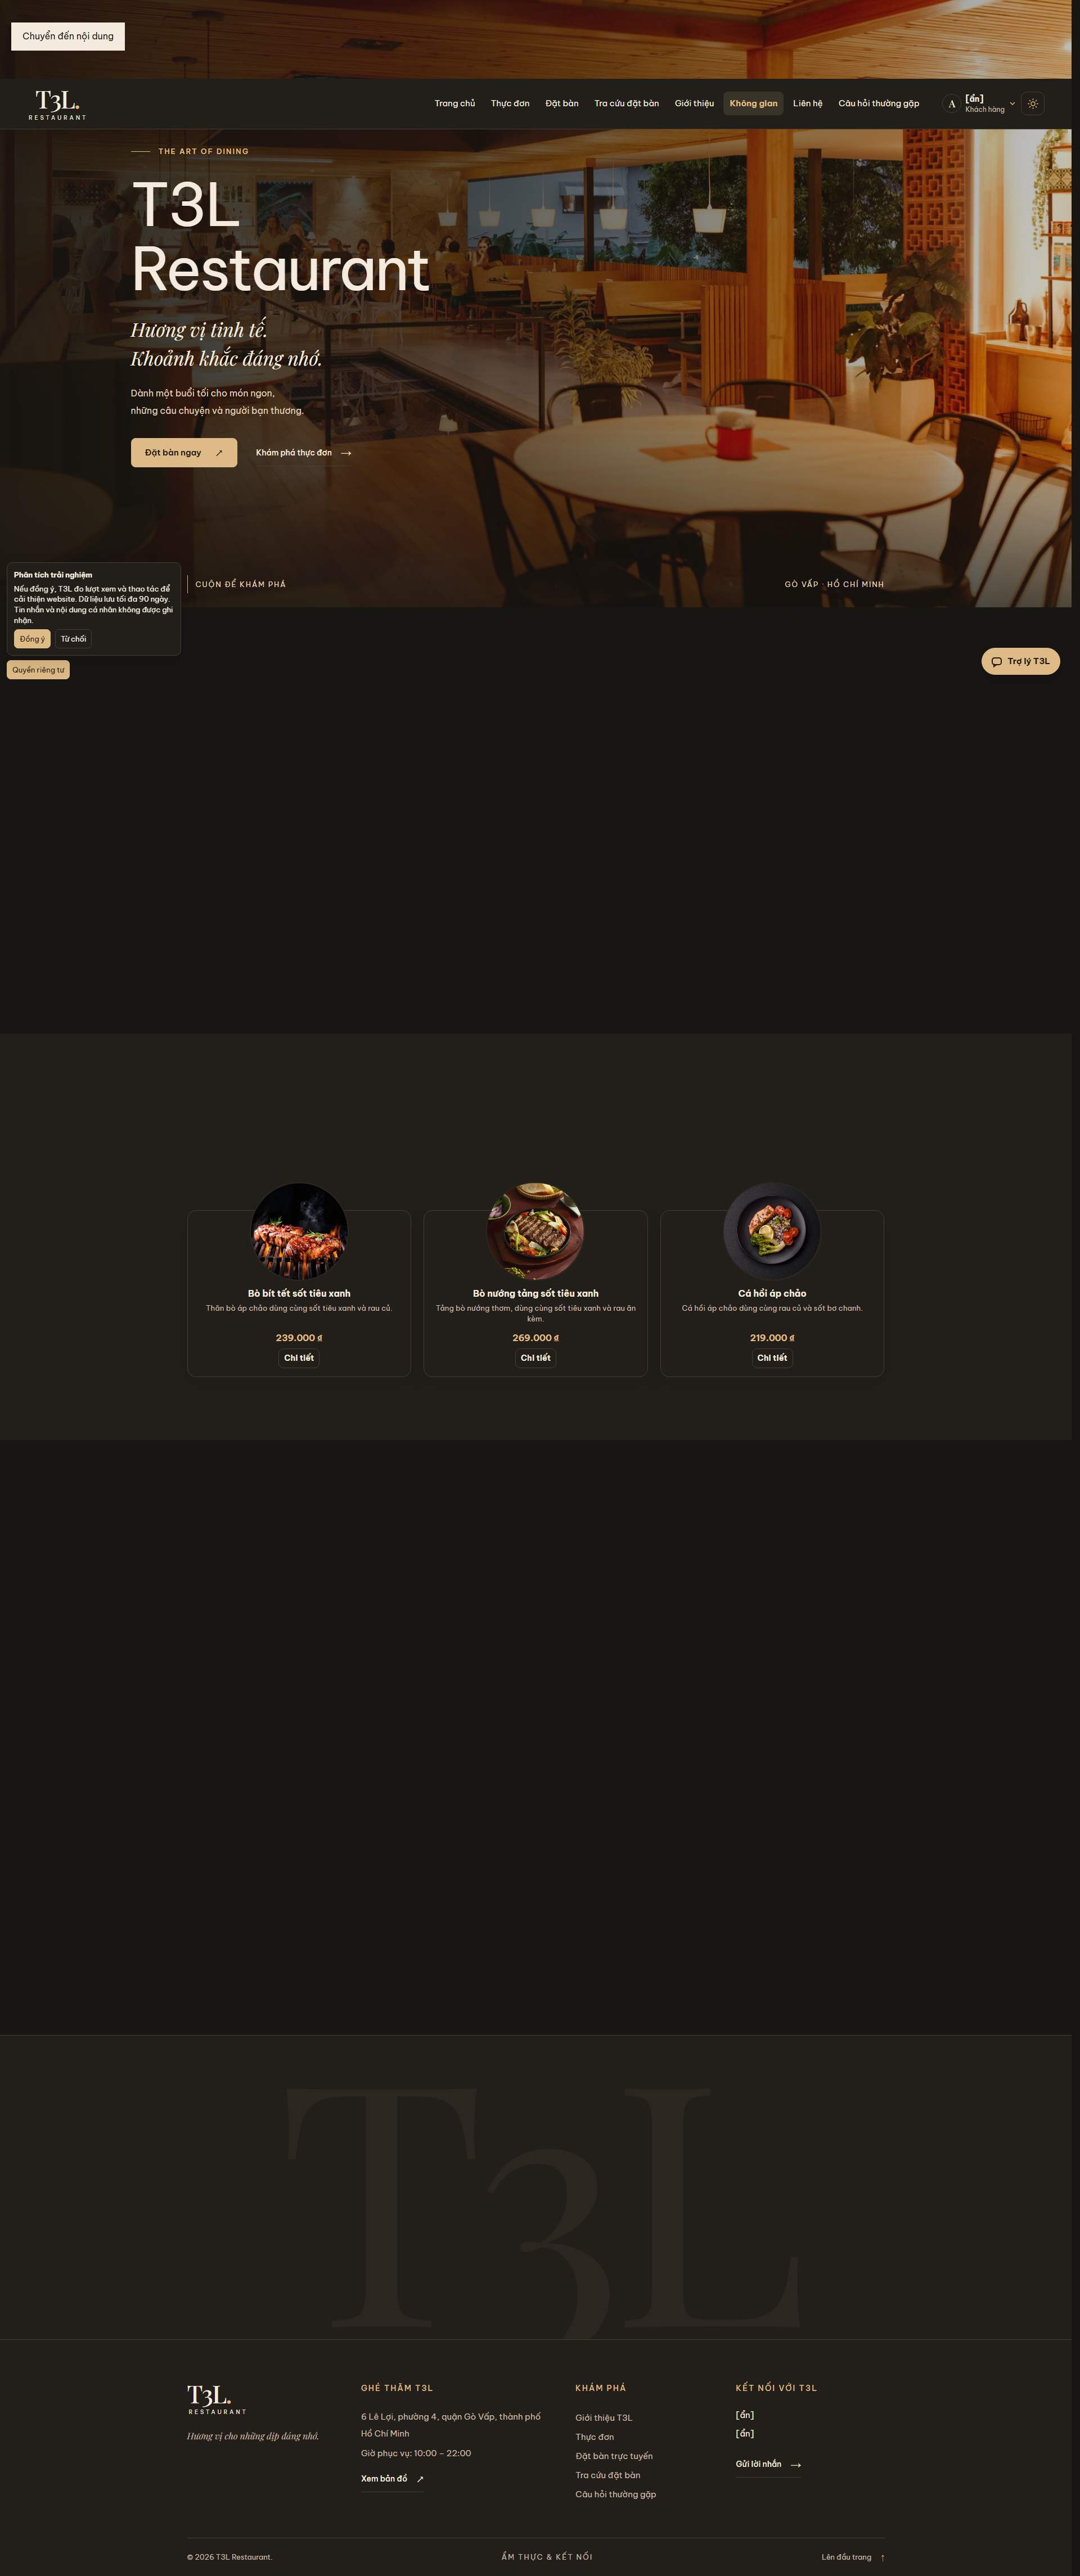 Chuyển đến nội dung
T3L.
RESTAURANT
Trang chủ
Thực đơn
Đặt bàn
Tra cứu đặt bàn
Giới thiệu
Không gian
Liên hệ
Câu hỏi thường gặp
A
[ẩn]
Khách hàng
THE ART OF DINING
T3L
Restaurant
Hương vị tinh tế.
Khoảnh khắc đáng nhớ.
Dành một buổi tối cho món ngon,
những câu chuyện và người bạn thương.
Đặt bàn ngay ↗
Khám phá thực đơn →
CUỘN ĐỂ KHÁM PHÁ
GÒ VẤP · HỒ CHÍ MINH
Phân tích trải nghiệm
Nếu đồng ý, T3L đo lượt xem và thao tác để
cải thiện website. Dữ liệu lưu tối đa 90 ngày.
Tin nhắn và nội dung cá nhân không được ghi
nhận.
Đồng ý
Từ chối
Quyền riêng tư
Trợ lý T3L
Bò bít tết sốt tiêu xanh
Thăn bò áp chảo dùng cùng sốt tiêu xanh và rau củ.
239.000 ₫
Chi tiết
Bò nướng tảng sốt tiêu xanh
Tảng bò nướng thơm, dùng cùng sốt tiêu xanh và rau ăn
kèm.
269.000 ₫
Chi tiết
Cá hồi áp chảo
Cá hồi áp chảo dùng cùng rau củ và sốt bơ chanh.
219.000 ₫
Chi tiết
T3L
T3L.
RESTAURANT
Hương vị cho những dịp đáng nhớ.
GHÉ THĂM T3L
6 Lê Lợi, phường 4, quận Gò Vấp, thành phố
Hồ Chí Minh
Giờ phục vụ: 10:00 – 22:00
Xem bản đồ ↗
KHÁM PHÁ
Giới thiệu T3L
Thực đơn
Đặt bàn trực tuyến
Tra cứu đặt bàn
Câu hỏi thường gặp
KẾT NỐI VỚI T3L
[ẩn]
[ẩn]
Gửi lời nhắn →
© 2026 T3L Restaurant.
ẨM THỰC & KẾT NỐI
Lên đầu trang ↑